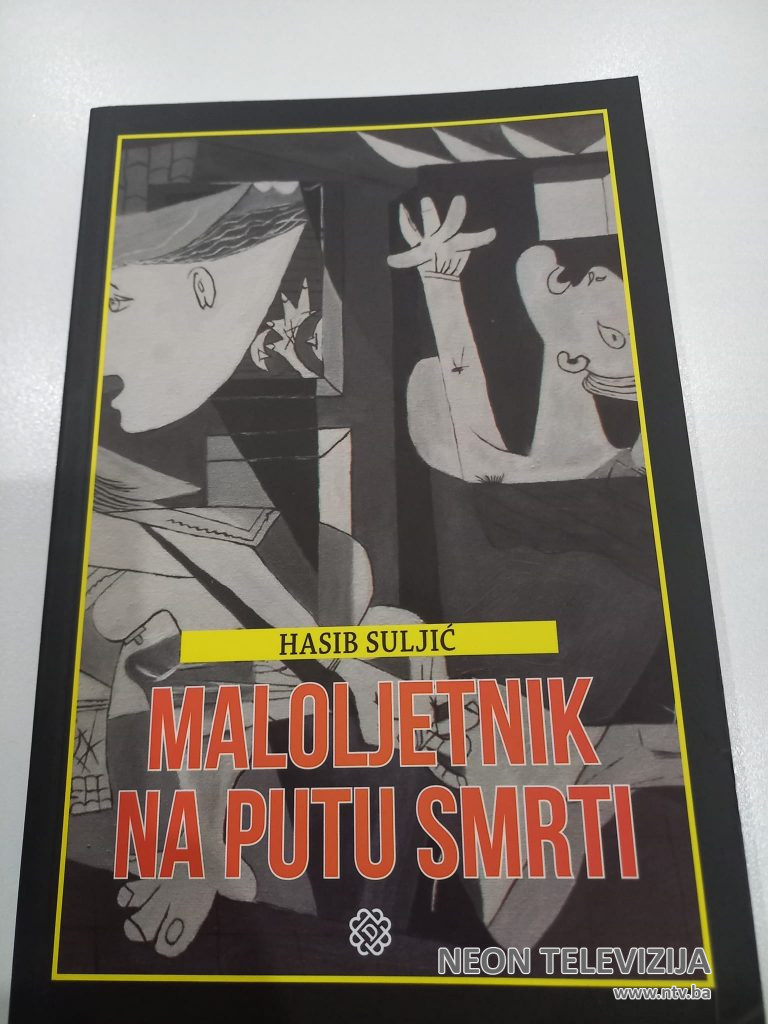 HASIB SULJIĆ
MALOLJETNIK
NA PUTU SMRTI
NEON TELEVIZIJA
www.ntv.ba